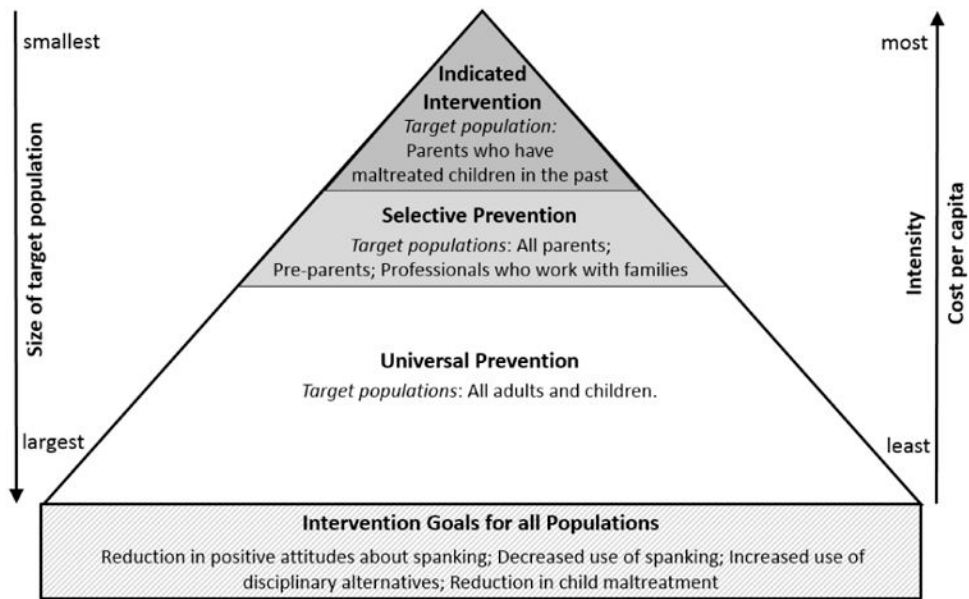 smallest
most
Indicated
Intervention
Target population:
Parents who have
maltreated children in the past
Selective Prevention
Target populations: All parents;
Pre-parents; Professionals who work with families
Size of target population
Intensity
Cost per capita
Universal Prevention
Target populations: All adults and children.
largest
least
Intervention Goals for all Populations
Reduction in positive attitudes about spanking; Decreased use of spanking; Increased use of
disciplinary alternatives; Reduction in child maltreatment